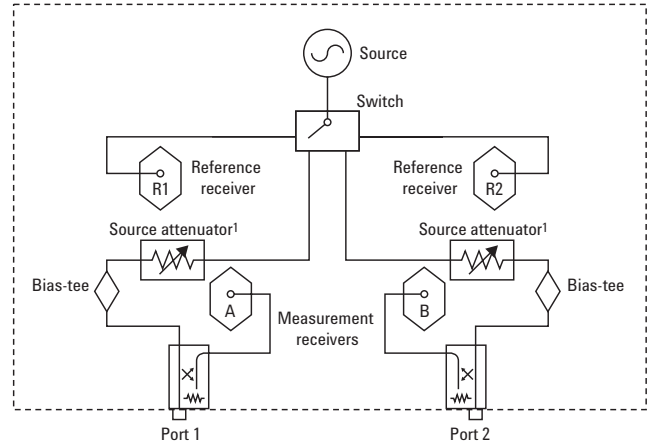 Source
Switch
R1
Reference
receiver
Reference
receiver
R2
Source attenuator¹
Source attenuator¹
Bias-tee
A
Measurement
receivers
B
Bias-tee
Port 1
Port 2